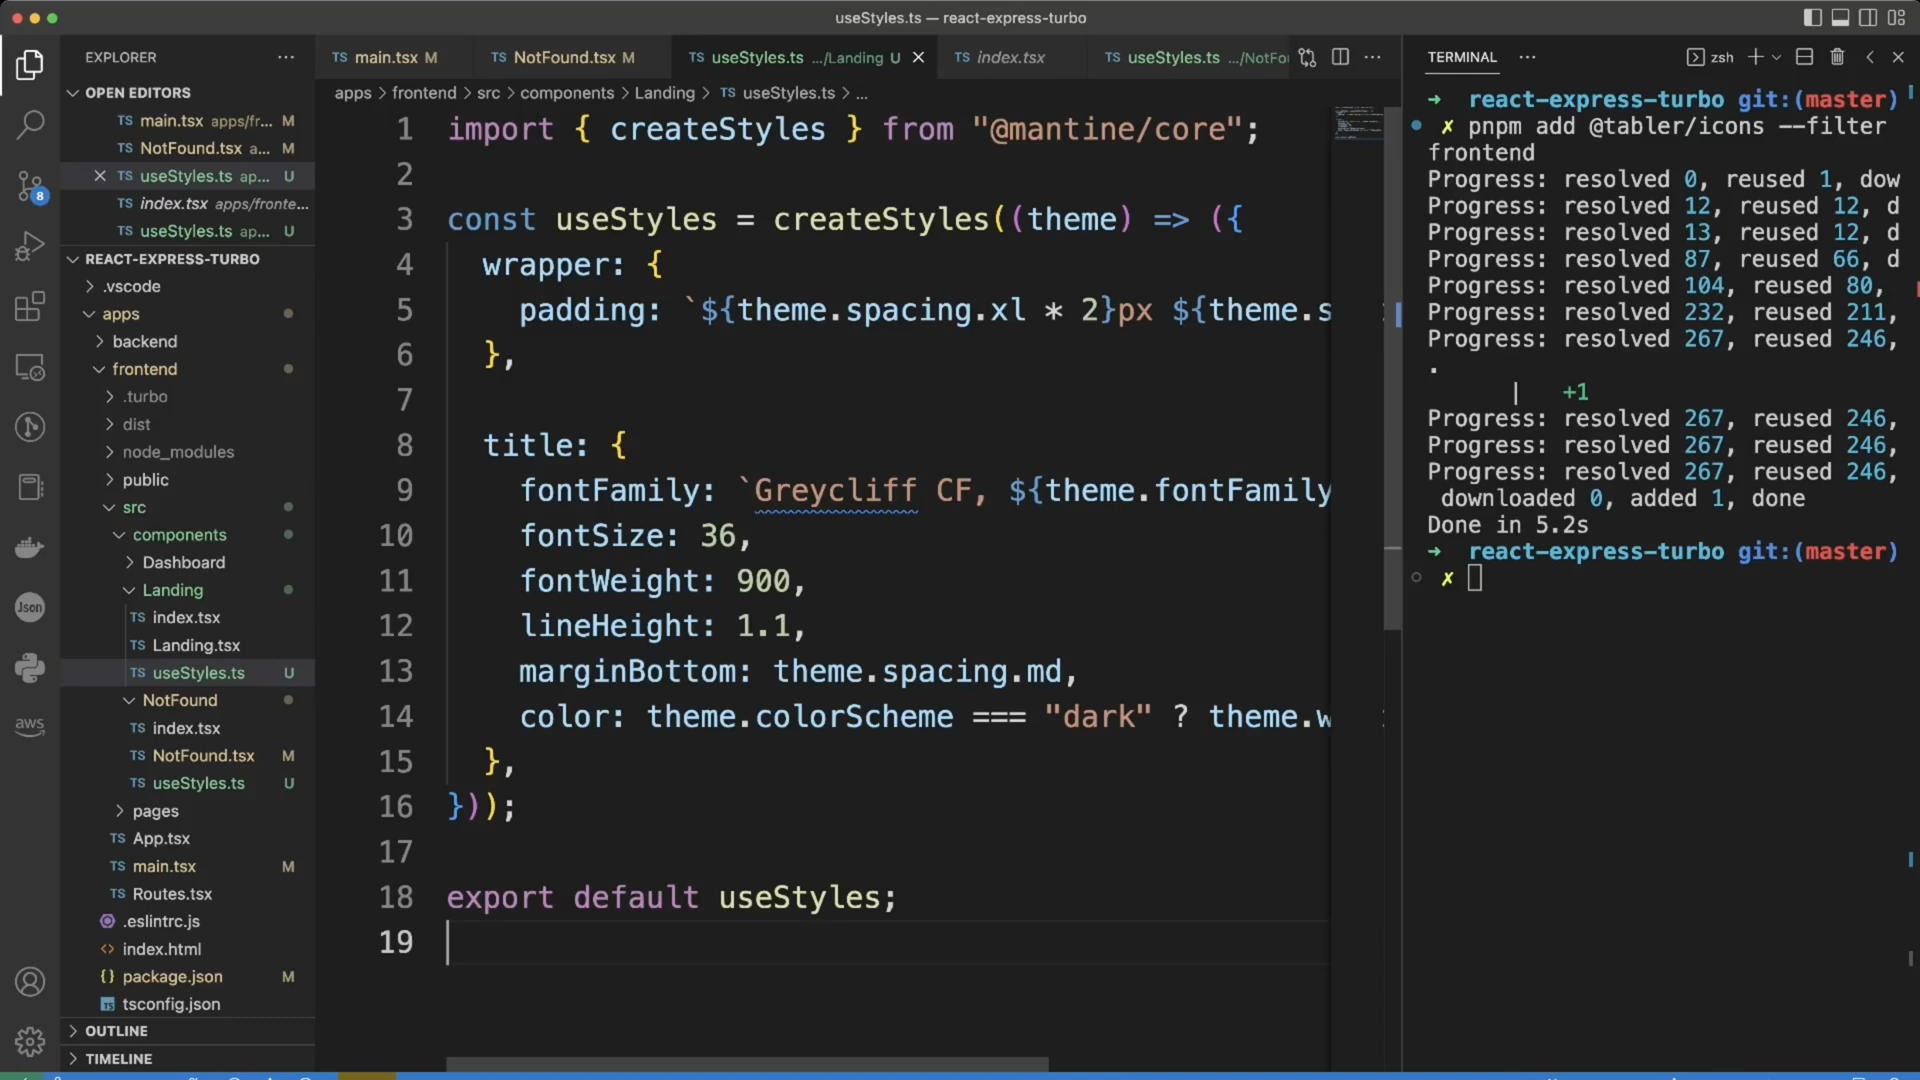 useStyles.ts — react-express-turbo
EXPLORER
OPEN EDITORS
TS main.tsx apps/fr... M
TS NotFound.tsx a... M
TS useStyles.ts ap... U
TS index.tsx apps/fronte...
TS useStyles.ts ap... U
8
REACT-EXPRESS-TURBO
.vscode
apps
backend
frontend
.turbo
dist
node_modules
public
src
components
Dashboard
Landing
TS index.tsx
TS Landing.tsx
TS useStyles.ts U
NotFound
TS index.tsx
TS NotFound.tsx M
TS useStyles.ts U
pages
TS App.tsx
TS main.tsx M
TS Routes.tsx
.eslintrc.js
<> index.html
{} package.json M
TS tsconfig.json
OUTLINE
TIMELINE
Json
aws
TS main.tsx M
TS NotFound.tsx M
TS useStyles.ts .../Landing U
TS index.tsx
TS useStyles.ts .../NotFou
apps > frontend > src > components > Landing > TS useStyles.ts > ...
1 import { createStyles } from "@mantine/core";
2
3 const useStyles = createStyles((theme) => ({
4 wrapper: {
5 padding: `${theme.spacing.xl * 2}px ${theme.s
6 },
7
8 title: {
9 fontFamily: `Greycliff CF, ${theme.fontFamily
10 fontSize: 36,
11 fontWeight: 900,
12 lineHeight: 1.1,
13 marginBottom: theme.spacing.md,
14 color: theme.colorScheme === "dark" ? theme.w
15 },
16 }));
17
18 export default useStyles;
19
TERMINAL
zsh
→ react-express-turbo git:(master)
✗ pnpm add @tabler/icons --filter
frontend
Progress: resolved 0, reused 1, dow
Progress: resolved 12, reused 12, d
Progress: resolved 13, reused 12, d
Progress: resolved 87, reused 66, d
Progress: resolved 104, reused 80,
Progress: resolved 232, reused 211,
Progress: resolved 267, reused 246,
.
| +1
Progress: resolved 267, reused 246,
Progress: resolved 267, reused 246,
Progress: resolved 267, reused 246,
downloaded 0, added 1, done
Done in 5.2s
→ react-express-turbo git:(master)
✗